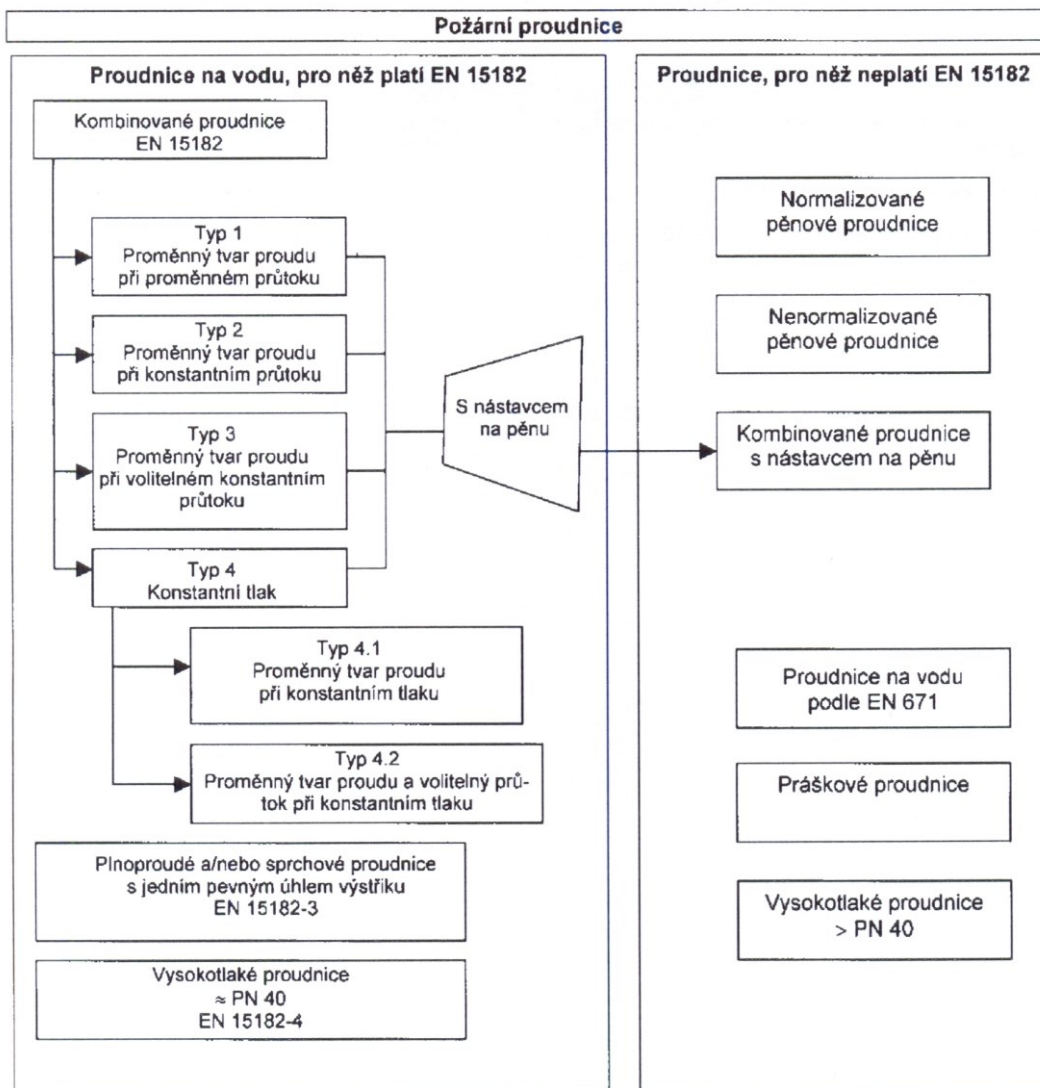 Požární proudnice
Proudnice na vodu, pro něž platí EN 15182
Kombinované proudnice
EN 15182
Typ 1
Proměnný tvar proudu
při proměnném průtoku
Typ 2
Proměnný tvar proudu
při konstantním průtoku
Typ 3
Proměnný tvar proudu
při volitelném konstantním
průtoku
Typ 4
Konstantní tlak
Typ 4.1
Proměnný tvar proudu
při konstantním tlaku
Typ 4.2
Proměnný tvar proudu a volitelný prů-
tok při konstantním tlaku
Plnoproudé a/nebo sprchové proudnice
s jedním pevným úhlem výstřiku
EN 15182-3
Vysokotlaké proudnice
≈ PN 40
EN 15182-4
S nástavcem
na pěnu
Proudnice, pro něž neplatí EN 15182
Normalizované
pěnové proudnice
Nenormalizované
pěnové proudnice
Kombinované proudnice
s nástavcem na pěnu
Proudnice na vodu
podle EN 671
Práškové proudnice
Vysokotlaké proudnice
> PN 40